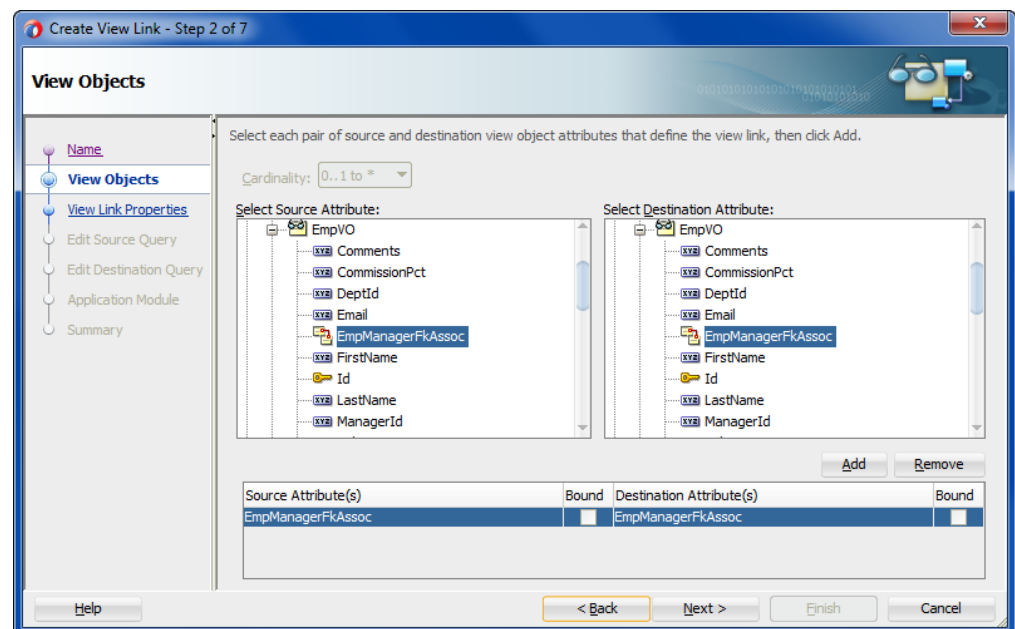 Create View Link - Step 2 of 7
View Objects
Name
View Objects
View Link Properties
Edit Source Query
Edit Destination Query
Application Module
Summary
Select each pair of source and destination view object attributes that define the view link, then click Add.
Cardinality: 0..1 to *
Select Source Attribute:
EmpVO
Comments
CommissionPct
DeptId
Email
EmpManagerFkAssoc
FirstName
Id
LastName
ManagerId
Select Destination Attribute:
EmpVO
Comments
CommissionPct
DeptId
Email
EmpManagerFkAssoc
FirstName
Id
LastName
ManagerId
Add Remove
Source Attribute(s) Bound Destination Attribute(s) Bound
EmpManagerFkAssoc EmpManagerFkAssoc
Help < Back Next > Finish Cancel